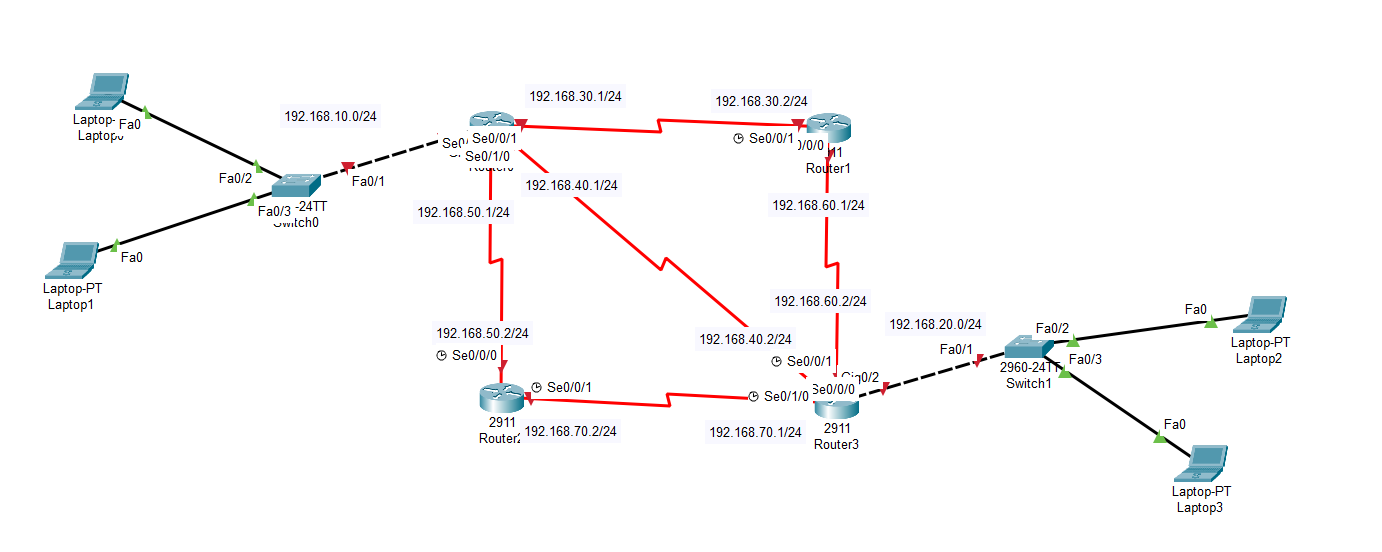 192.168.30.1/24
192.168.30.2/24
192.168.10.0/24
Laptop-
Fa0
Se0/0/1
Se0/0/1
Se0/1/0
Router1
Fa0/2
Fa0/1
192.168.40.1/24
Fa0/3
-24TT
192.168.50.1/24
192.168.60.1/24
Fa0
Laptop-PT
Laptop1
192.168.60.2/24
Fa0
192.168.20.0/24
192.168.50.2/24
192.168.40.2/24
Fa0/2
Fa0/1
Laptop-PT
Laptop2
Se0/0/0
Se0/0/1
Fa0/3
2960-24TT
Switch1
Se0/0/1
Se0/1/0
Se0/0/0
2911
192.168.70.2/24
192.168.70.1/24
2911
Router3
Fa0
Laptop-PT
Laptop3